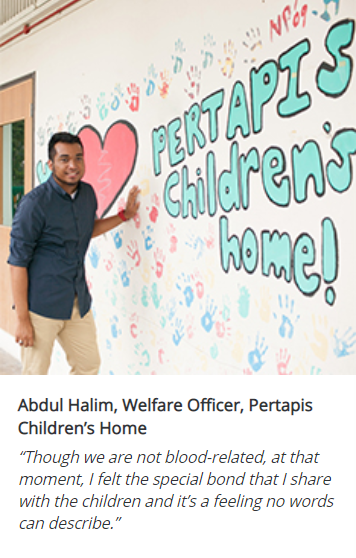 NP69
PERTAPIS
Children's
home!
Abdul Halim, Welfare Officer, Pertapis
Children’s Home
“Though we are not blood-related, at that
moment, I felt the special bond that I share
with the children and it’s a feeling no words
can describe.”